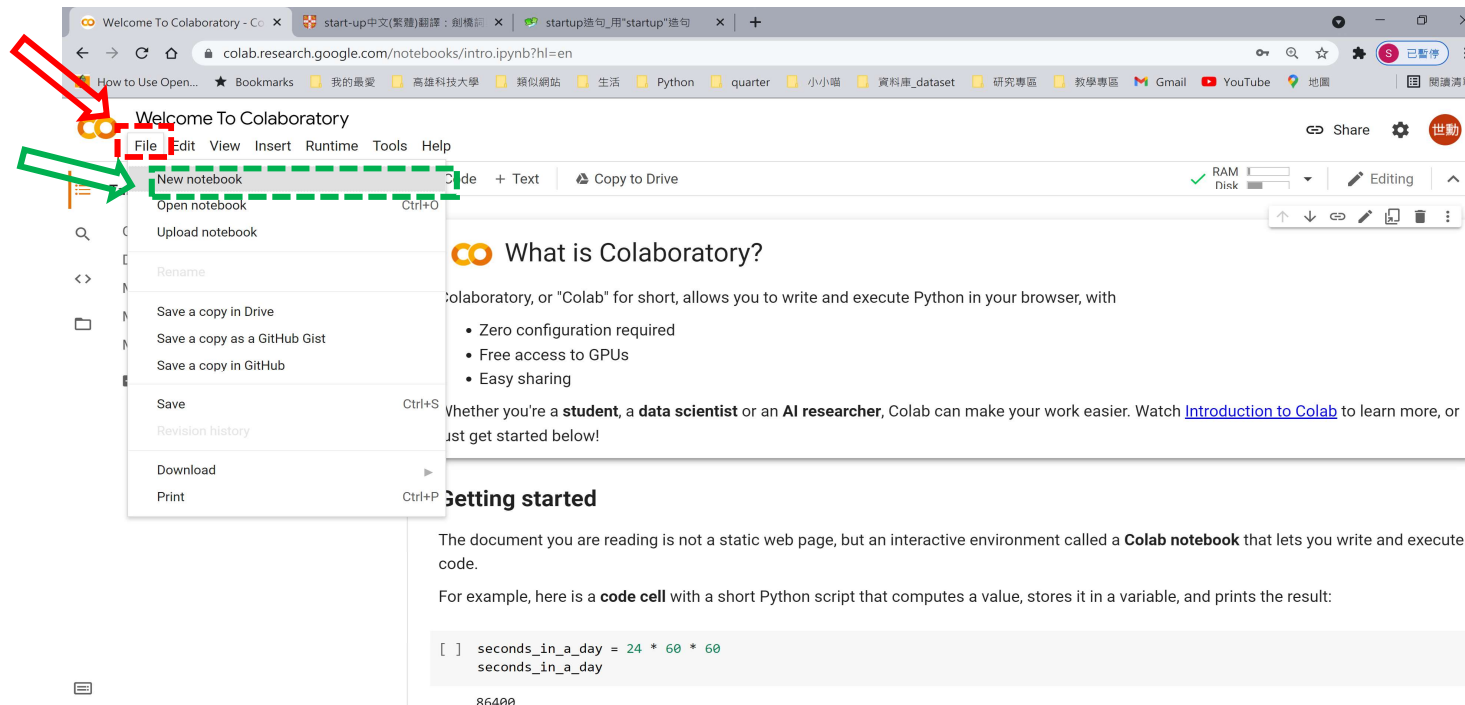 Welcome To Colaboratory - Co
start-up中文(繁體)翻譯：劍橋詞
startup造句_用"startup"造句
colab.research.google.com/notebooks/intro.ipynb?hl=en
S 已暫停
How to Use Open... Bookmarks 我的最愛 高雄科技大學 類似網站 生活 Python quarter 小小喵 資料庫_dataset 研究專區 教學專區 Gmail YouTube 地圖 閱讀清單
Welcome To Colaboratory
Share 世勳
File Edit View Insert Runtime Tools Help
Code + Text Copy to Drive RAM Disk Editing
New notebook
Open notebook Ctrl+O
Upload notebook
Rename
Save a copy in Drive
Save a copy as a GitHub Gist
Save a copy in GitHub
Save Ctrl+S
Revision history
Download
Print Ctrl+P
CO What is Colaboratory?
Colaboratory, or "Colab" for short, allows you to write and execute Python in your browser, with
• Zero configuration required
• Free access to GPUs
• Easy sharing
Whether you're a student, a data scientist or an AI researcher, Colab can make your work easier. Watch Introduction to Colab to learn more, or
just get started below!
Getting started
The document you are reading is not a static web page, but an interactive environment called a Colab notebook that lets you write and execute
code.
For example, here is a code cell with a short Python script that computes a value, stores it in a variable, and prints the result:
[ ] seconds_in_a_day = 24 * 60 * 60
seconds_in_a_day
86400